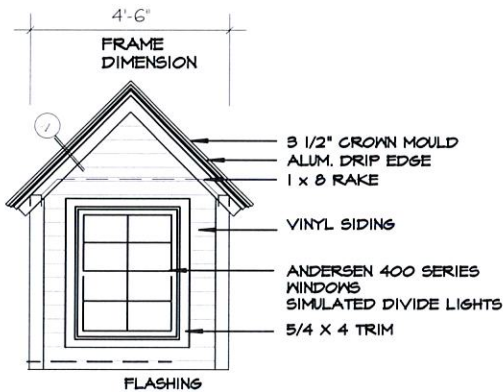 4'-6"
FRAME
DIMENSION
3 1/2" CROWN MOULD
ALUM. DRIP EDGE
1 x 8 RAKE
VINYL SIDING
ANDERSEN 400 SERIES
WINDOWS
SIMULATED DIVIDE LIGHTS
5/4 X 4 TRIM
FLASHING